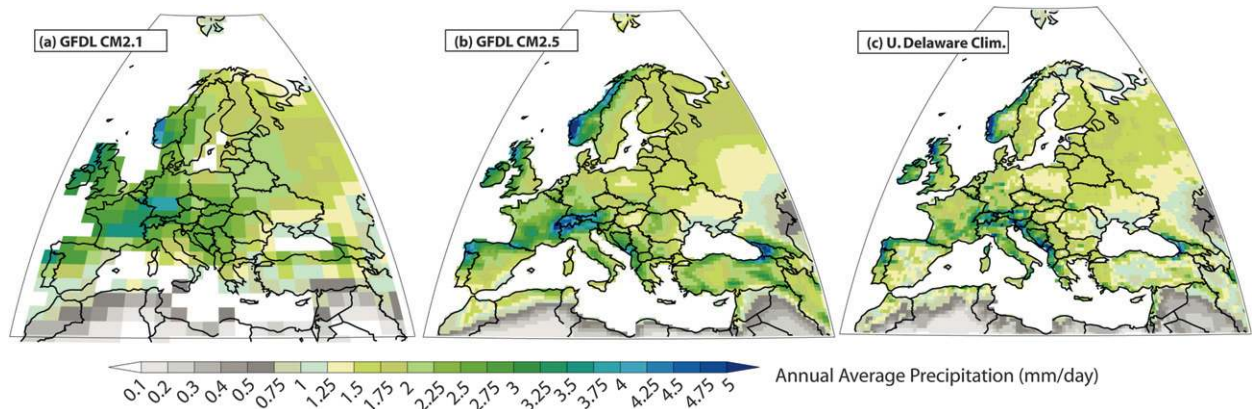 (a) GFDL CM2.1
(b) GFDL CM2.5
(c) U. Delaware Clim.
0.1 0.2 0.3 0.4 0.5 0.75 1 1.25 1.5 1.75 2 2.25 2.5 2.75 3 3.25 3.5 3.75 4 4.25 4.5 4.75 5
Annual Average Precipitation (mm/day)